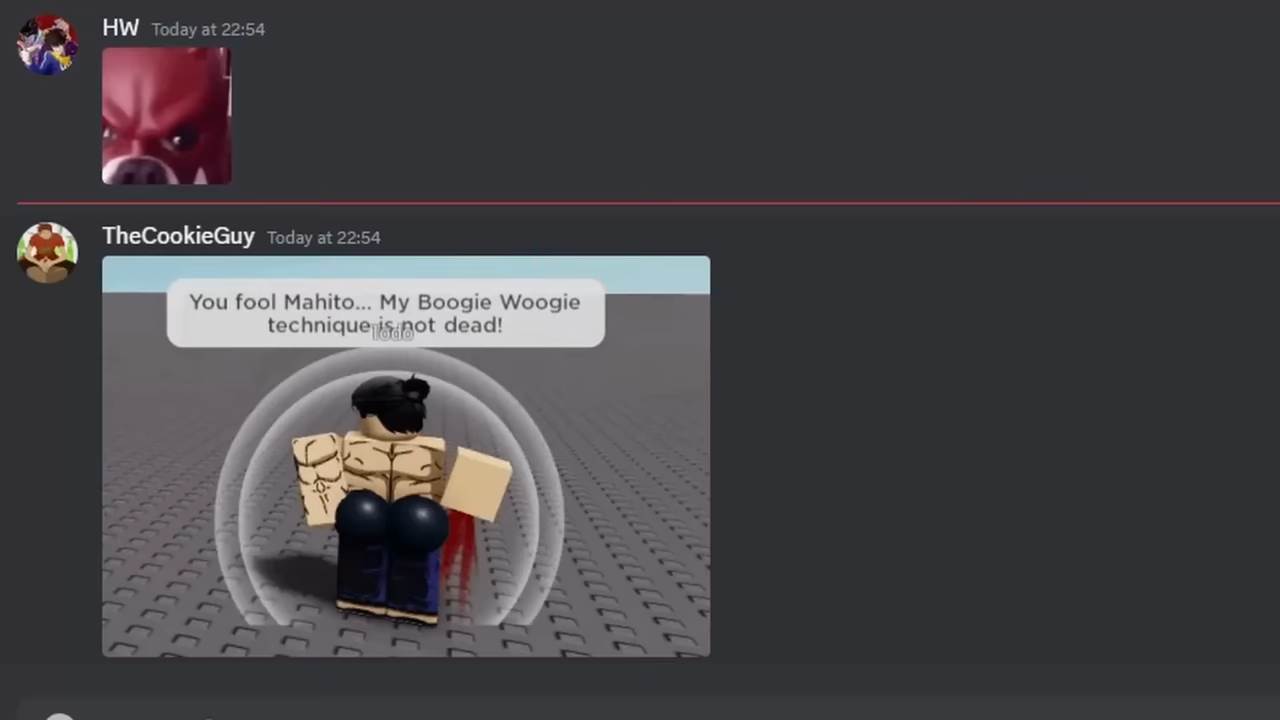 HW Today at 22:54
TheCookieGuy Today at 22:54
You fool Mahito... My Boogie Woogie
technique is not dead!
Todo